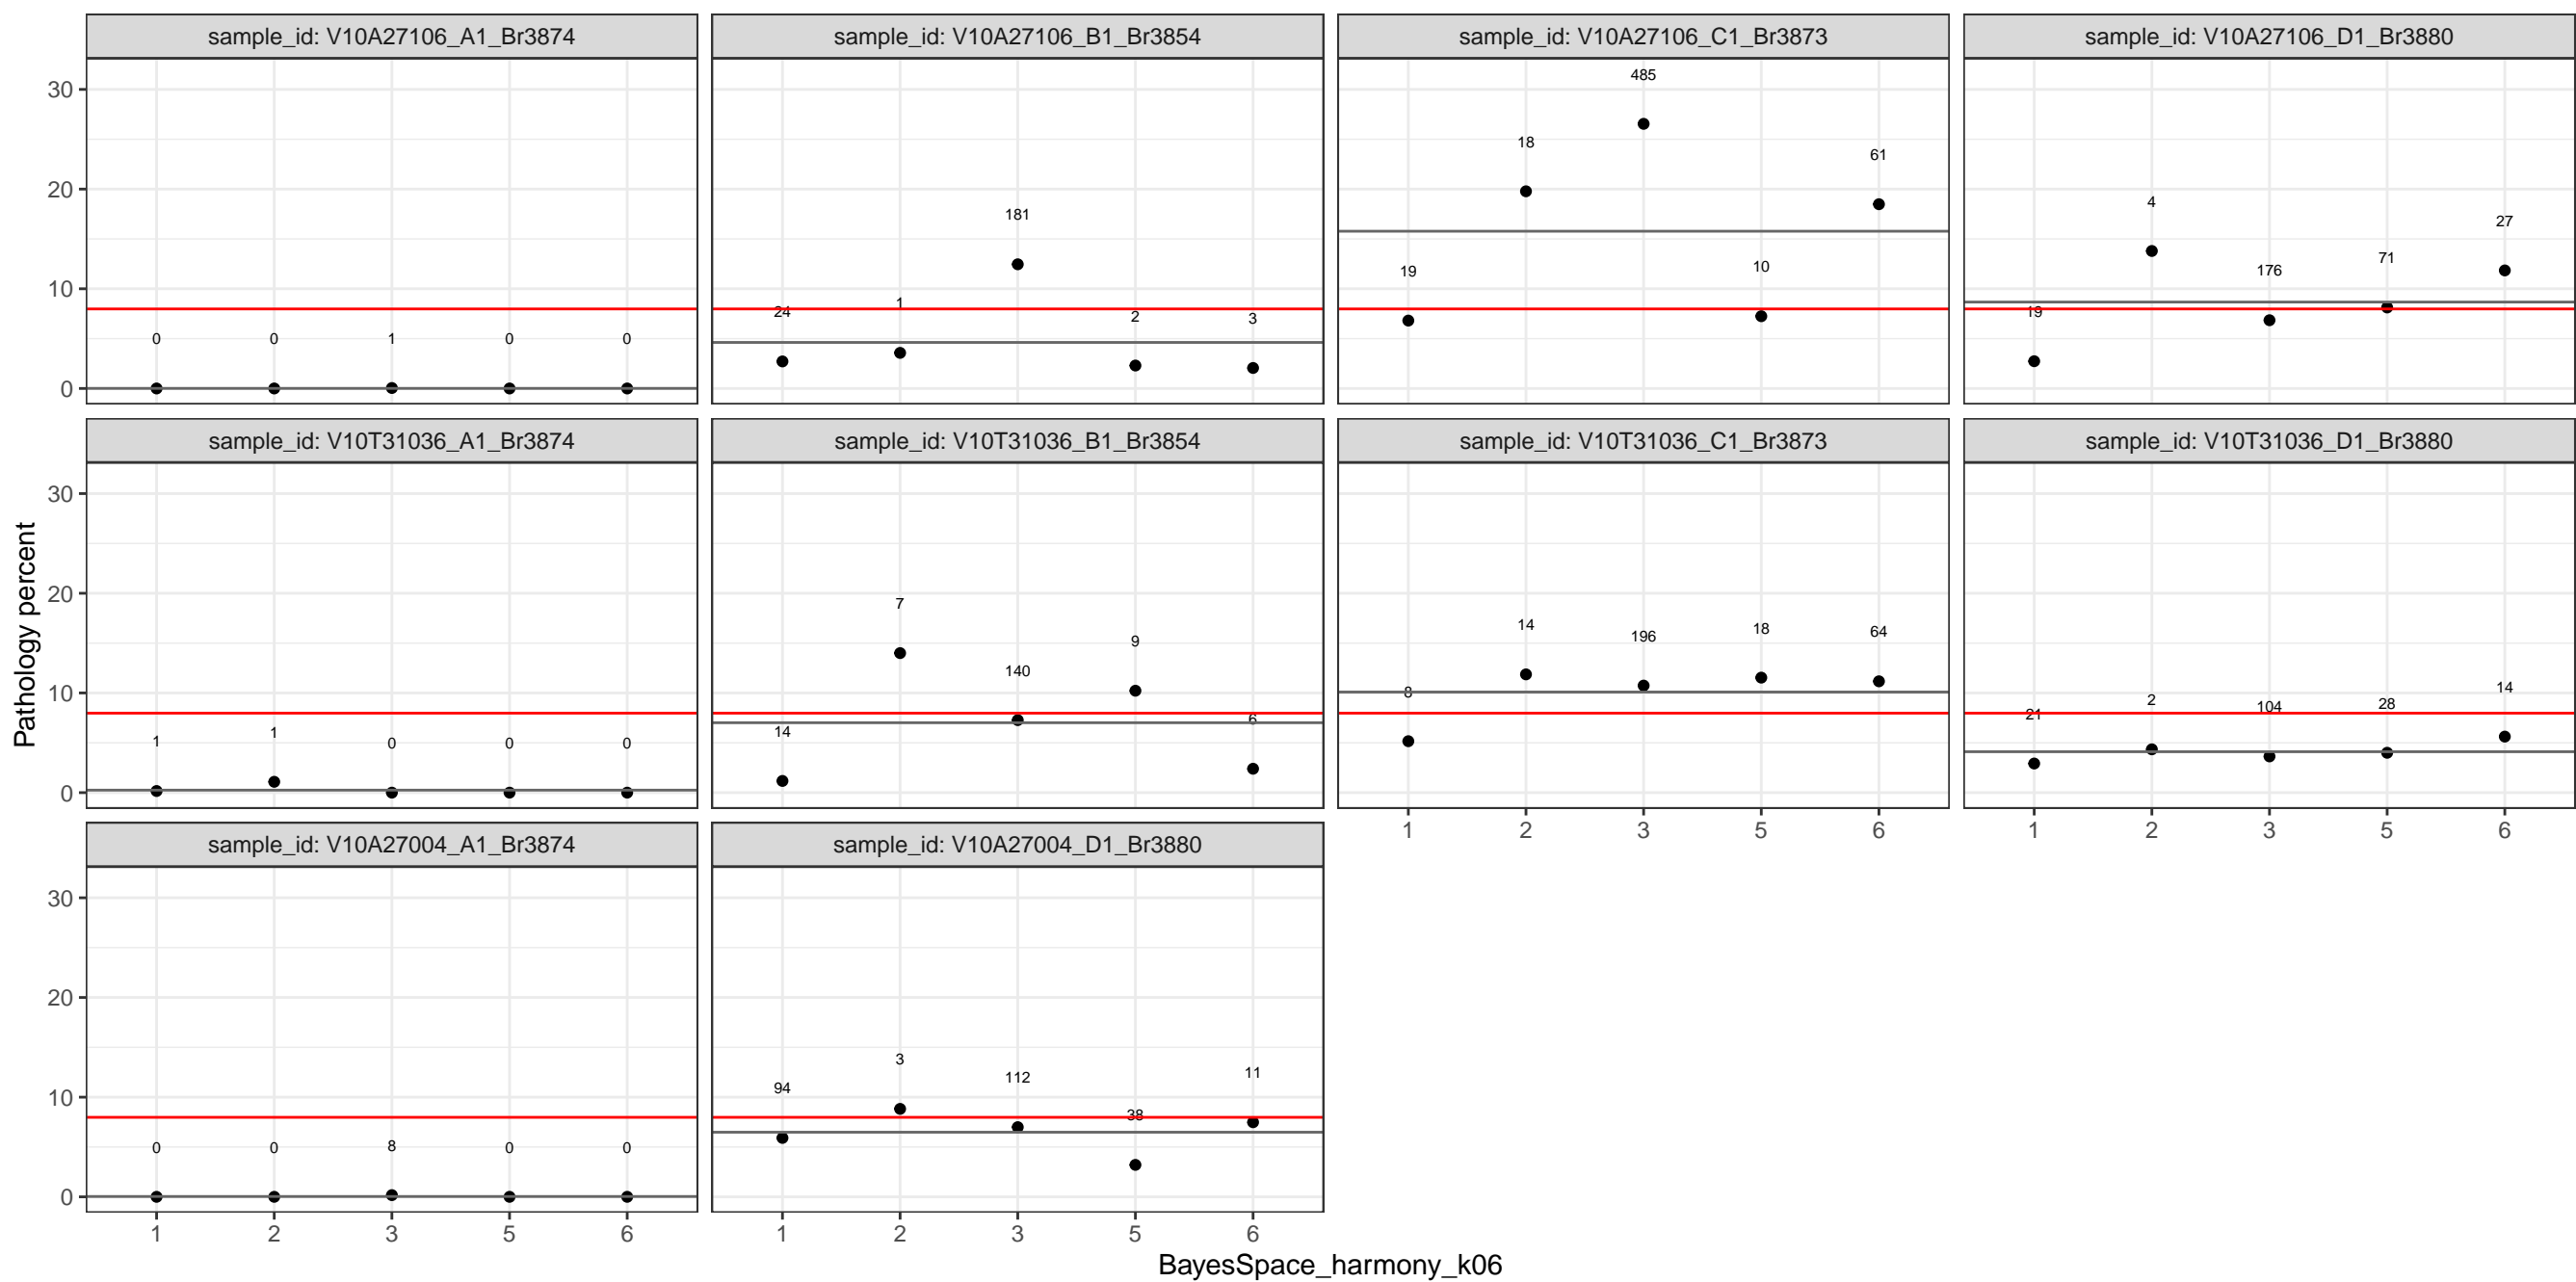 sample_id: V10A27106_A1_Br3874
sample_id: V10A27106_B1_Br3854
sample_id: V10A27106_C1_Br3873
sample_id: V10A27106_D1_Br3880
30
20
10
0
0 0 1 0 0
24 1 181 2 3
19 18 485 10 61
19 4 176 71 27
sample_id: V10T31036_A1_Br3874
sample_id: V10T31036_B1_Br3854
sample_id: V10T31036_C1_Br3873
sample_id: V10T31036_D1_Br3880
Pathology percent
30
20
10
0
1 1 0 0 0
14 7 140 9 6
8 14 196 18 64
21 2 104 28 14
1 2 3 5 6
1 2 3 5 6
sample_id: V10A27004_A1_Br3874
sample_id: V10A27004_D1_Br3880
30
20
10
0
0 0 8 0 0
94 3 112 38 11
1 2 3 5 6
1 2 3 5 6
BayesSpace_harmony_k06